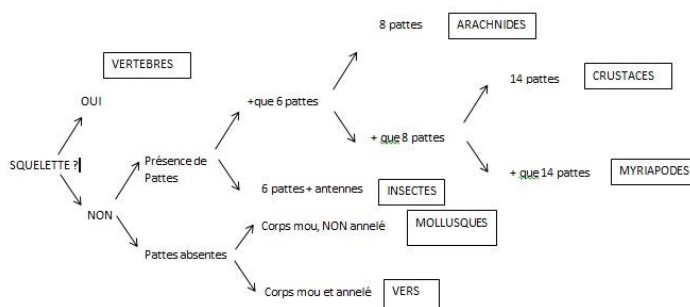 8 pattes ARACHNIDES
VERTEBRES
14 pattes CRUSTACES
OUI
+que 6 pattes
+ que 8 pattes
SQUELETTE ?
Présence de
Pattes
+ que 14 pattes MYRIAPODES
6 pattes + antennes INSECTES
NON
Corps mou, NON annelé MOLLUSQUES
Pattes absentes
Corps mou et annelé VERS